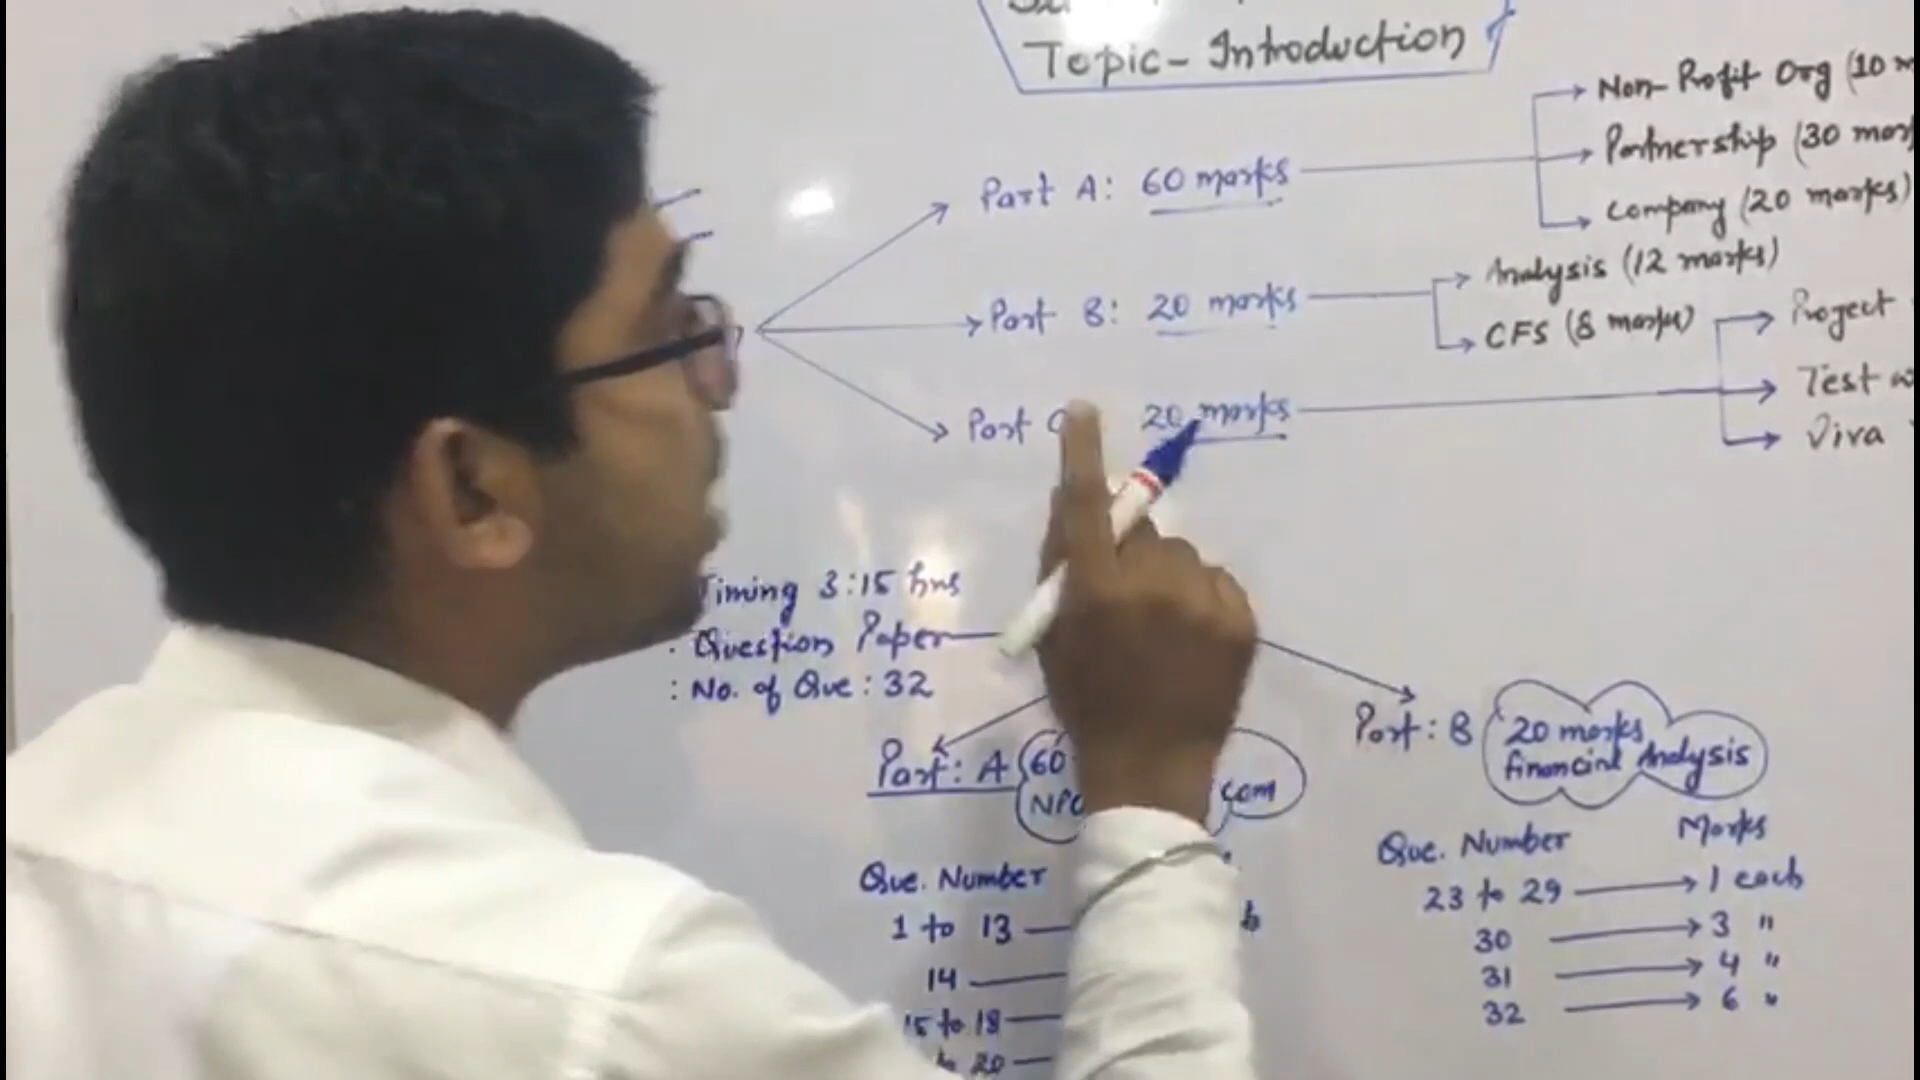 Topic- Introduction
Non-Profit Org (10
Part A: 60 marks
Partnership (30
Company (20 marks)
Analysis (12 marks)
Part B: 20 marks
CFS (8 marks)
Project
Part 20 marks
Test
Viva
Timing 3:15 hrs
Question Paper
: No. of Que : 32
Part: A 60
NPO com
Part: B 20 marks
financial Analysis
Que. Number
1 to 13
14
15 to 18
to 20
Que. Number Marks
23 to 29 1 each
30 3 "
31 4 "
32 6 "